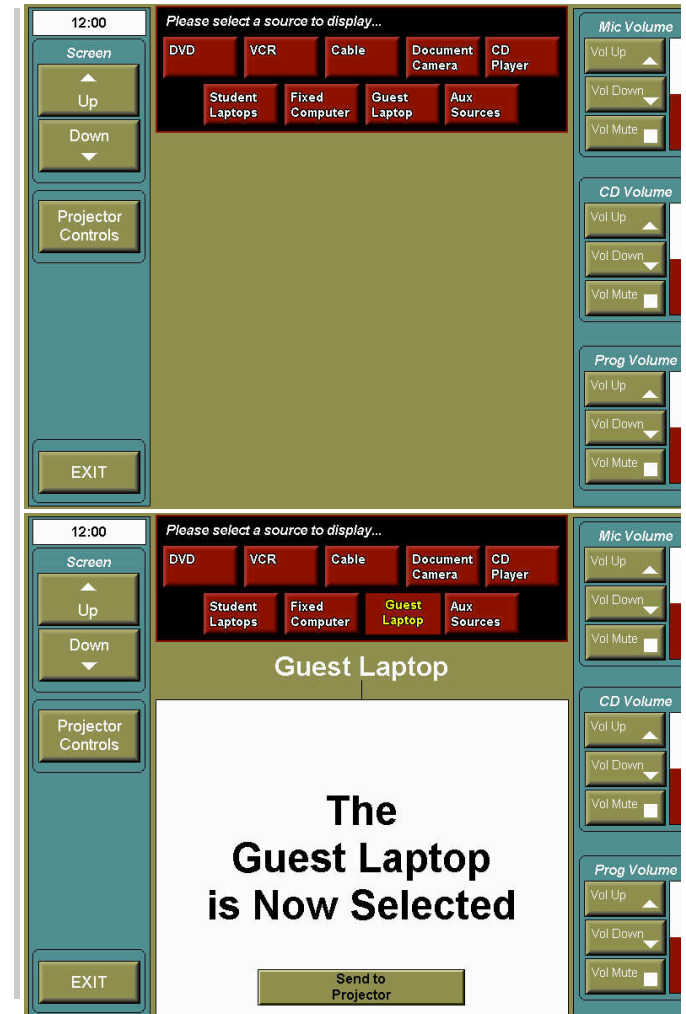 12:00
Screen
Up
Down
Projector
Controls
EXIT
Please select a source to display...
DVD
VCR
Cable
Document
Camera
CD
Player
Student
Laptops
Fixed
Computer
Guest
Laptop
Aux
Sources
Mic Volume
Vol Up
Vol Down
Vol Mute
CD Volume
Vol Up
Vol Down
Vol Mute
Prog Volume
Vol Up
Vol Down
Vol Mute
12:00
Screen
Up
Down
Projector
Controls
EXIT
Please select a source to display...
DVD
VCR
Cable
Document
Camera
CD
Player
Student
Laptops
Fixed
Computer
Guest
Laptop
Aux
Sources
Guest Laptop
The
Guest Laptop
is Now Selected
Send to
Projector
Mic Volume
Vol Up
Vol Down
Vol Mute
CD Volume
Vol Up
Vol Down
Vol Mute
Prog Volume
Vol Up
Vol Down
Vol Mute